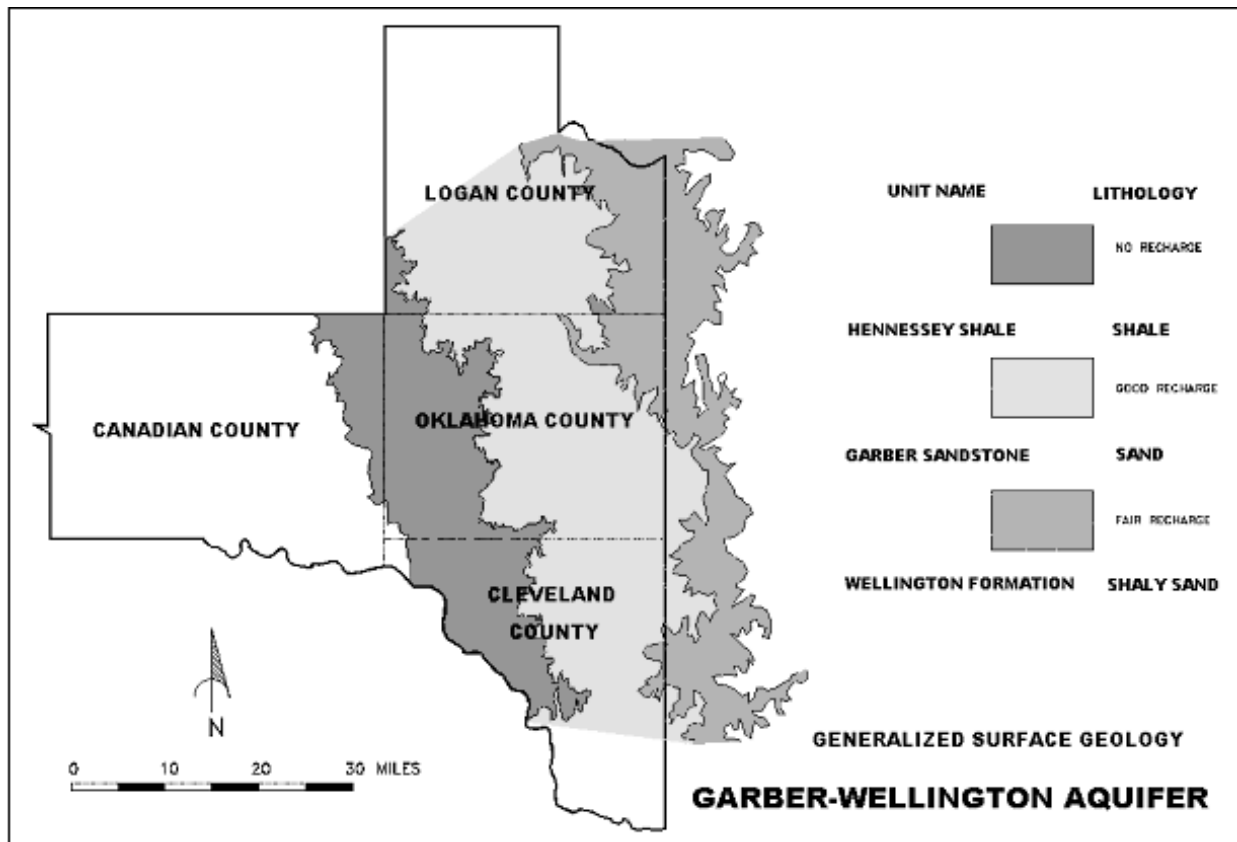 LOGAN COUNTY
CANADIAN COUNTY
OKLAHOMA COUNTY
CLEVELAND
COUNTY
UNIT NAME LITHOLOGY
NO RECHARGE
HENNESSEY SHALE SHALE
GOOD RECHARGE
GARBER SANDSTONE SAND
FAIR RECHARGE
WELLINGTON FORMATION SHALY SAND
N
0 10 20 30 MILES
GENERALIZED SURFACE GEOLOGY
GARBER-WELLINGTON AQUIFER